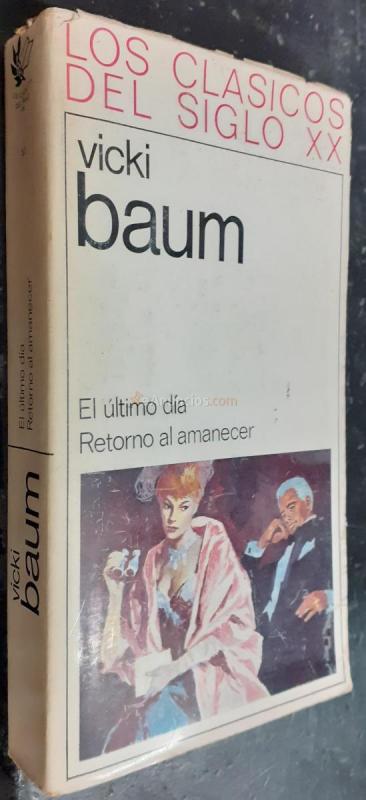 LOS CLASICOS
DEL SIGLO XX
vicki
baum
El último día
Retorno al amanecer
El último día
Retorno al amanecer
vicki
baum